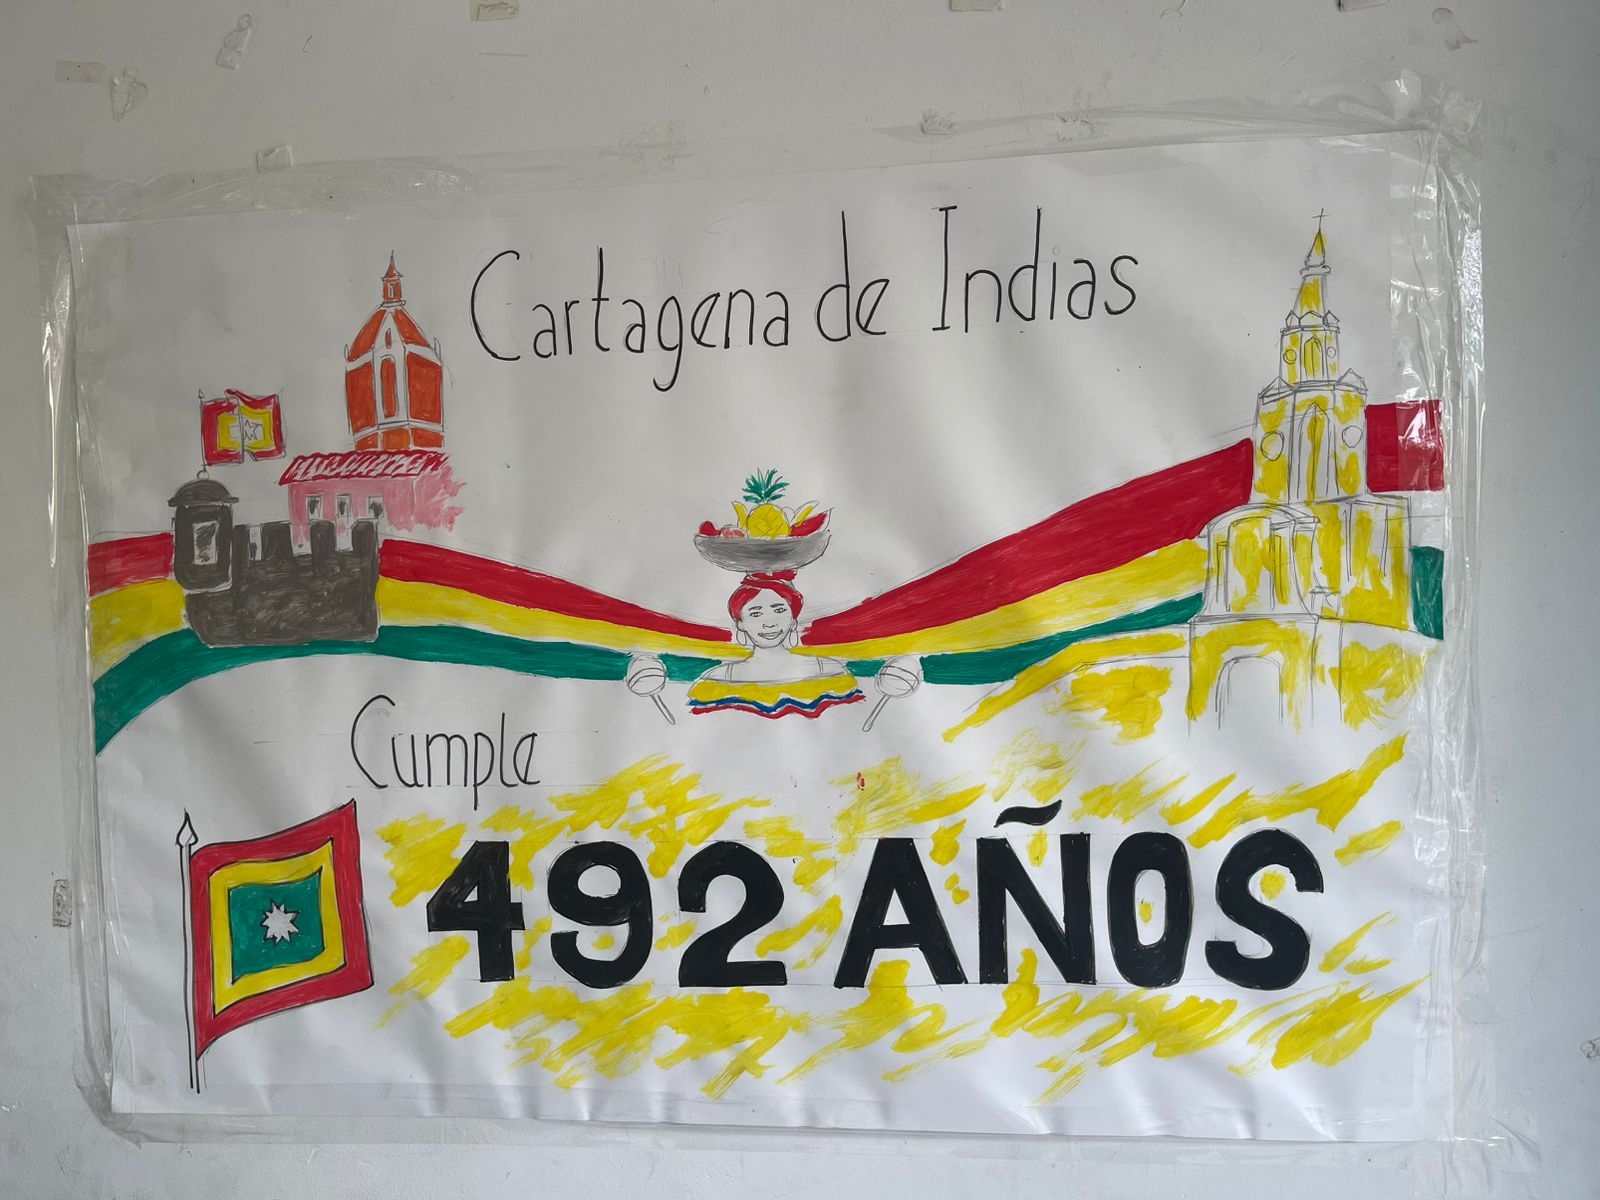 Cartagena de Indias
Cumple
492 AÑOS